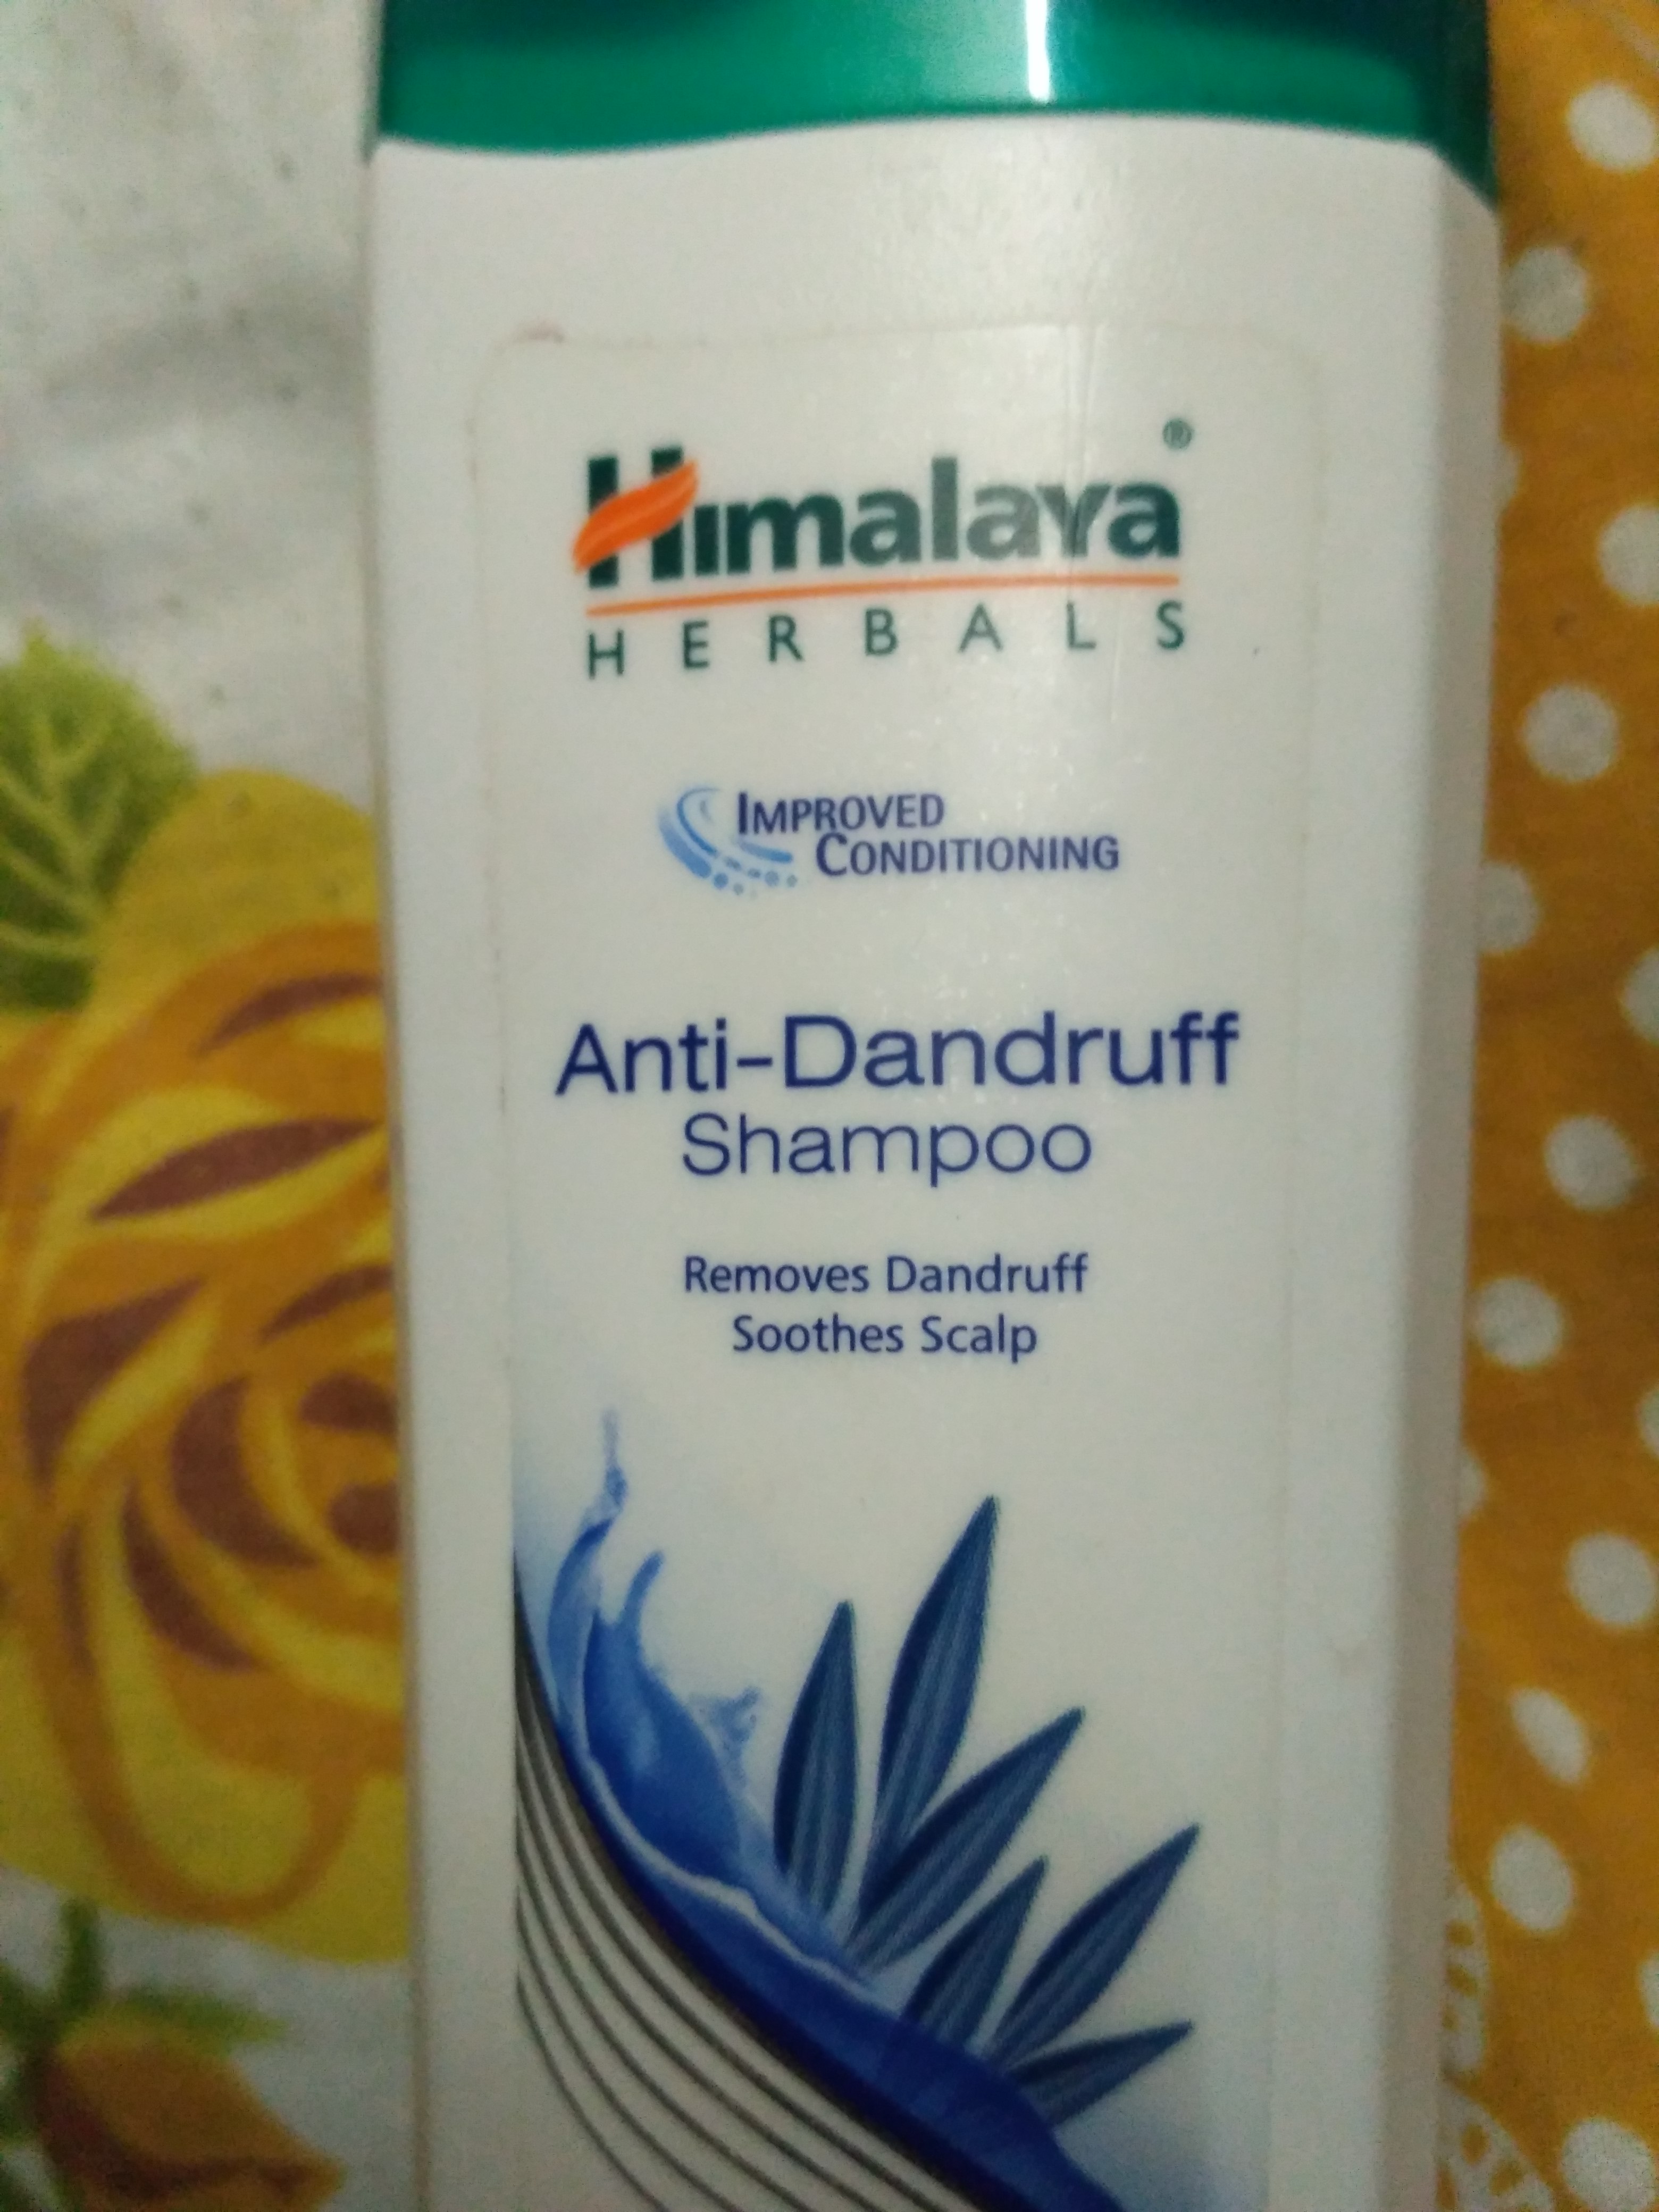 Himalaya®
HERBALS
IMPROVED
CONDITIONING
Anti-Dandruff
Shampoo
Removes Dandruff
Soothes Scalp